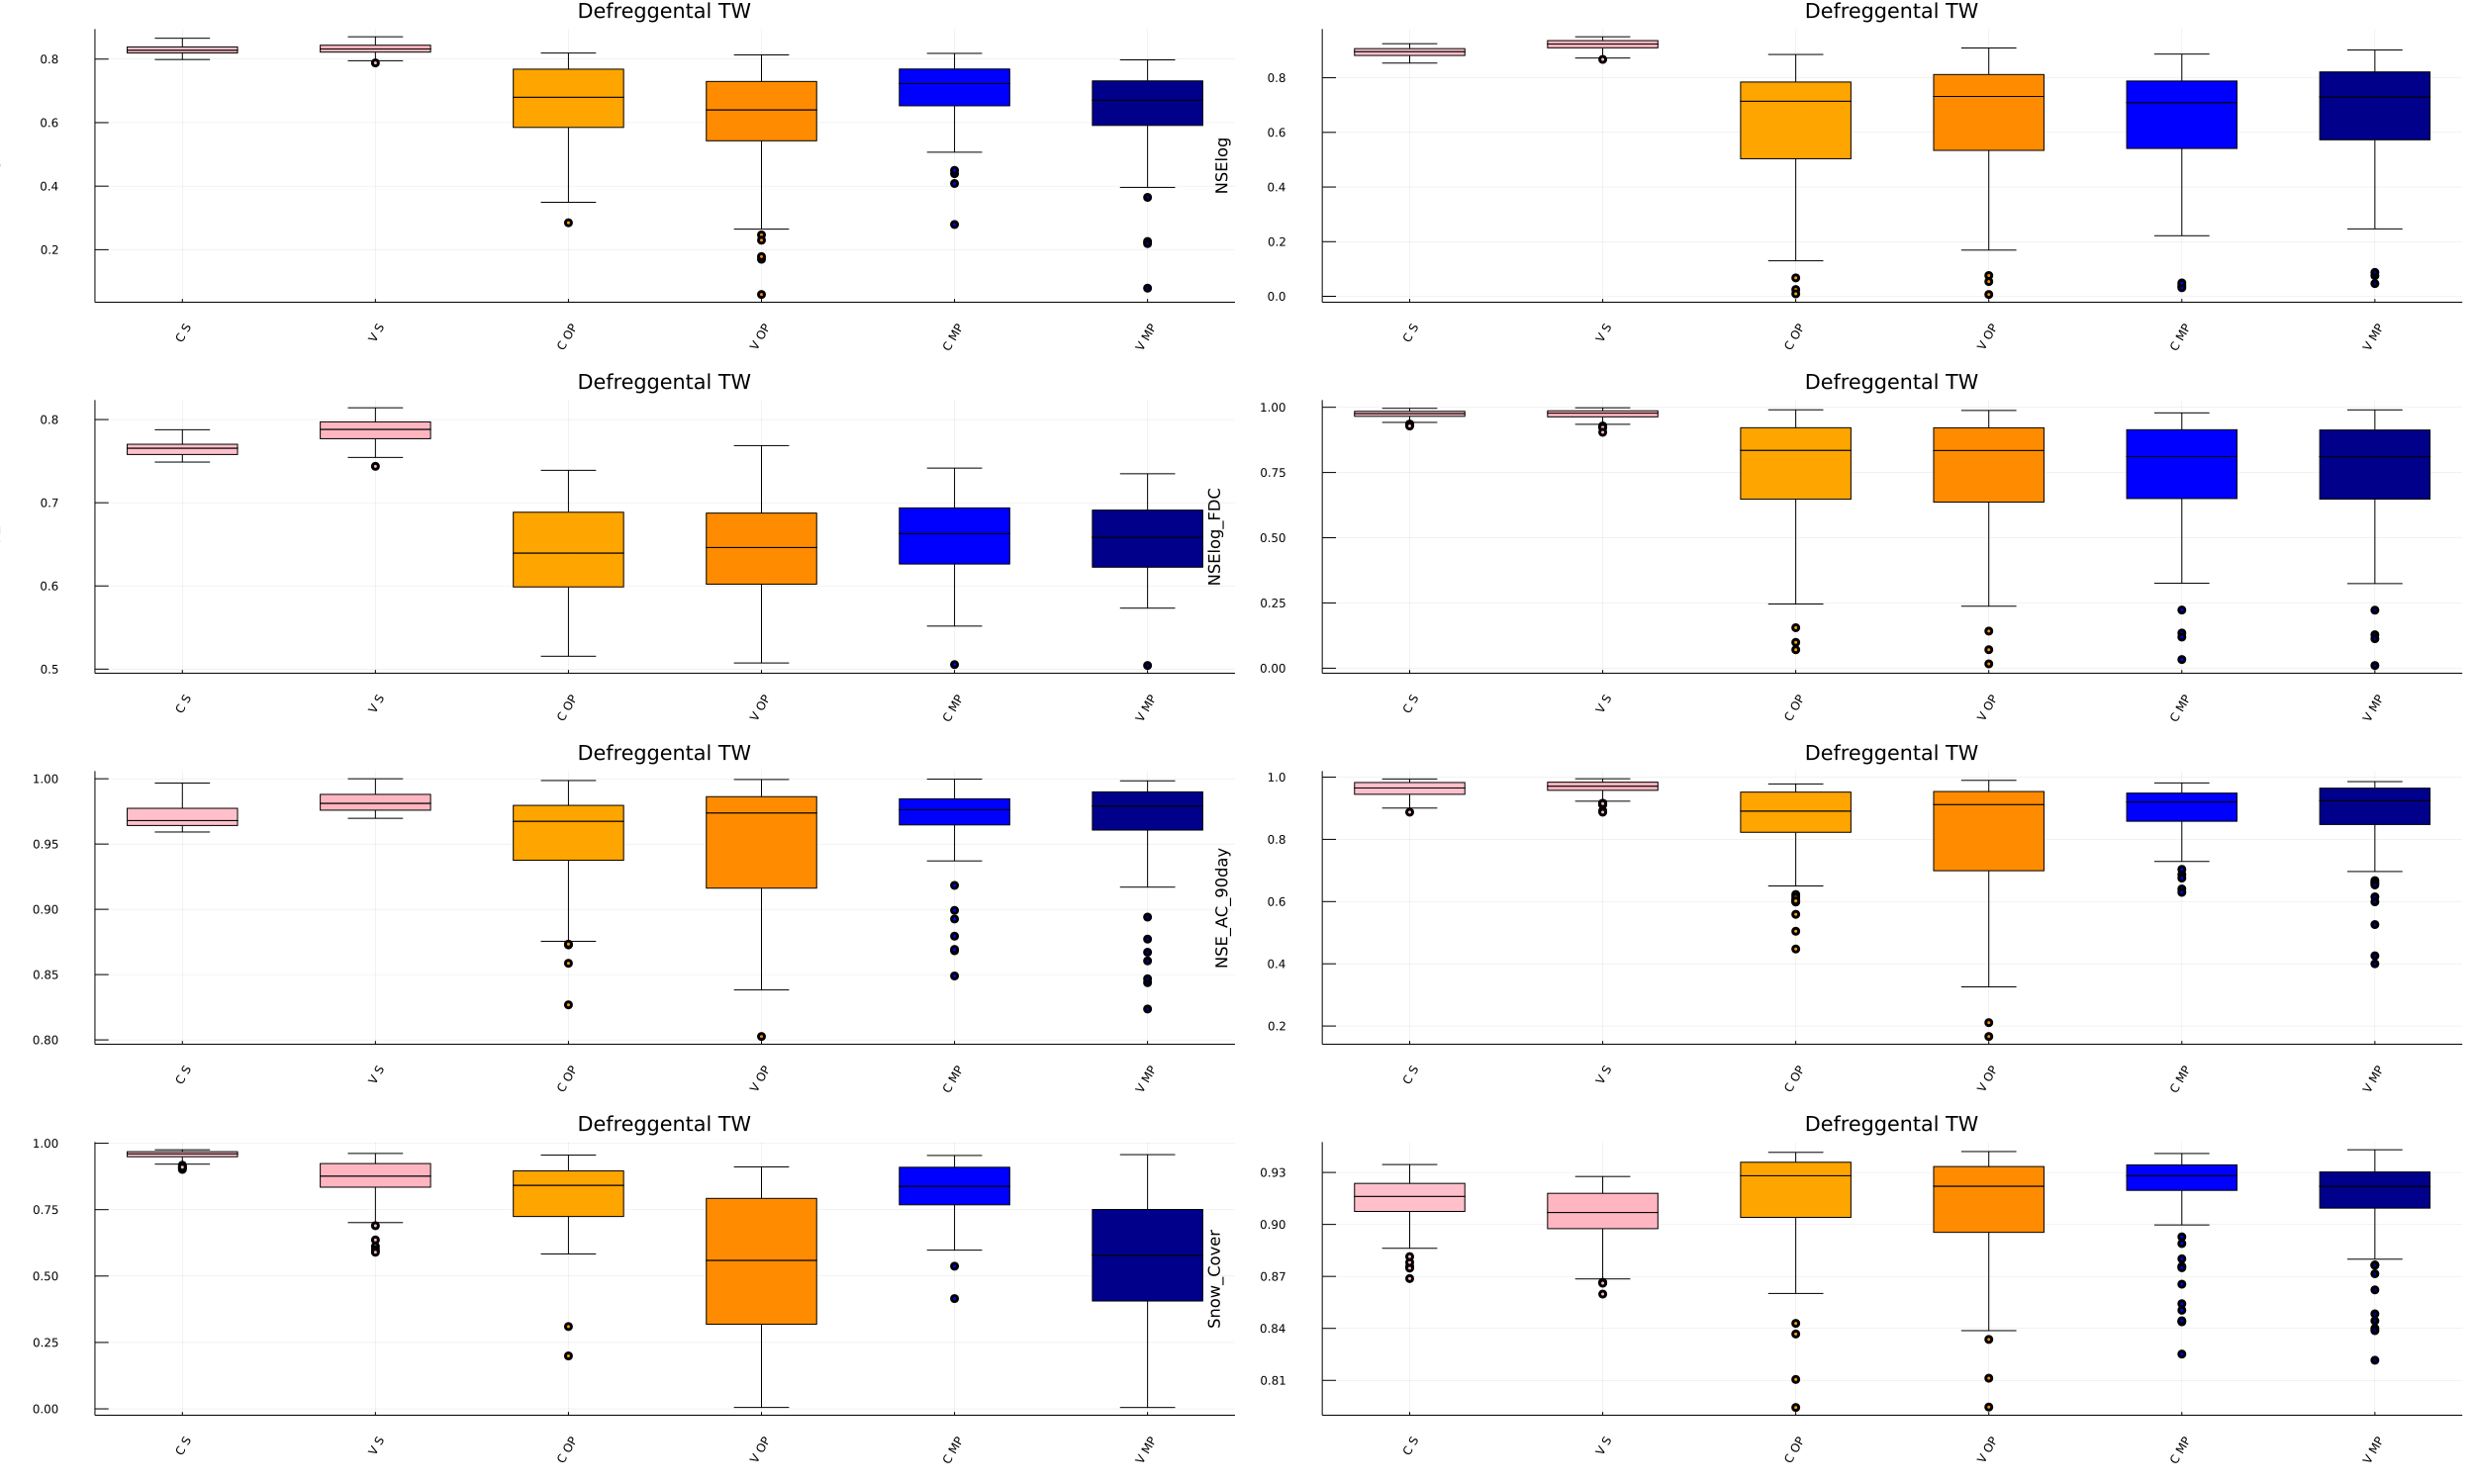 Defreggental TW
0.8
0.6
0.4
0.2
C S
V S
C OP
V OP
C MP
V MP
Defreggental TW
NSElog
0.8
0.6
0.4
0.2
0.0
C S
V S
C OP
V OP
C MP
V MP
Defreggental TW
0.8
0.7
0.6
0.5
C S
V S
C OP
V OP
C MP
V MP
Defreggental TW
NSElog_FDC
1.00
0.75
0.50
0.25
0.00
C S
V S
C OP
V OP
C MP
V MP
Defreggental TW
1.00
0.95
0.90
0.85
0.80
C S
V S
C OP
V OP
C MP
V MP
Defreggental TW
NSE_AC_90day
1.0
0.8
0.6
0.4
0.2
C S
V S
C OP
V OP
C MP
V MP
Defreggental TW
1.00
0.75
0.50
0.25
0.00
C S
V S
C OP
V OP
C MP
V MP
Defreggental TW
Snow_Cover
0.93
0.90
0.87
0.84
0.81
C S
V S
C OP
V OP
C MP
V MP